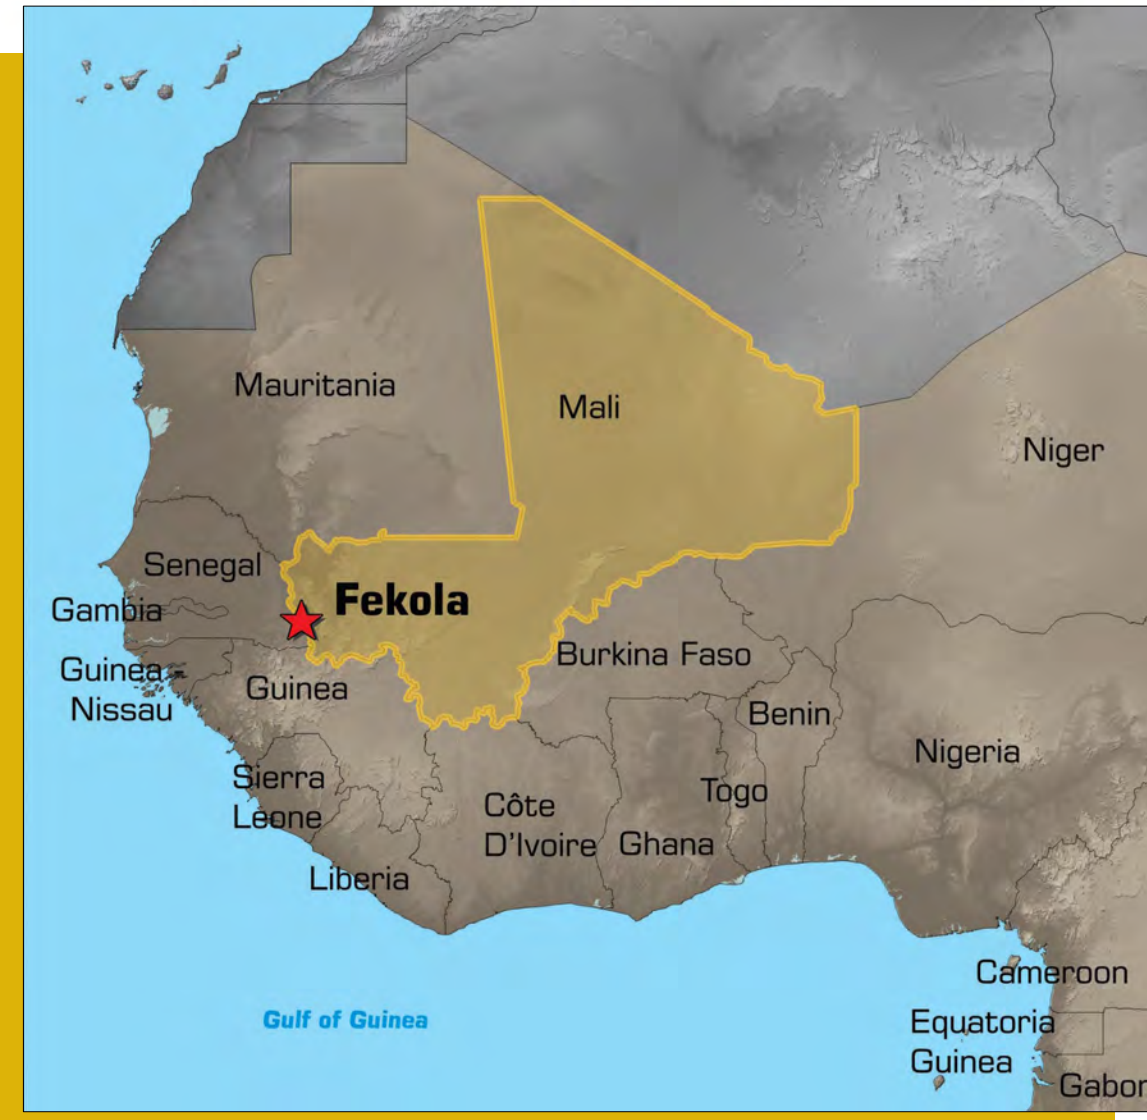 Mauritania
Mali
Niger
Senegal
Fekola
Gambia
Guinea
Nissau
Guinea
Burkina Faso
Benin
Nigeria
Sierra
Leone
Togo
Côte
D'Ivoire
Ghana
Liberia
Cameroon
Gulf of Guinea
Equatoria
Guinea
Gabon